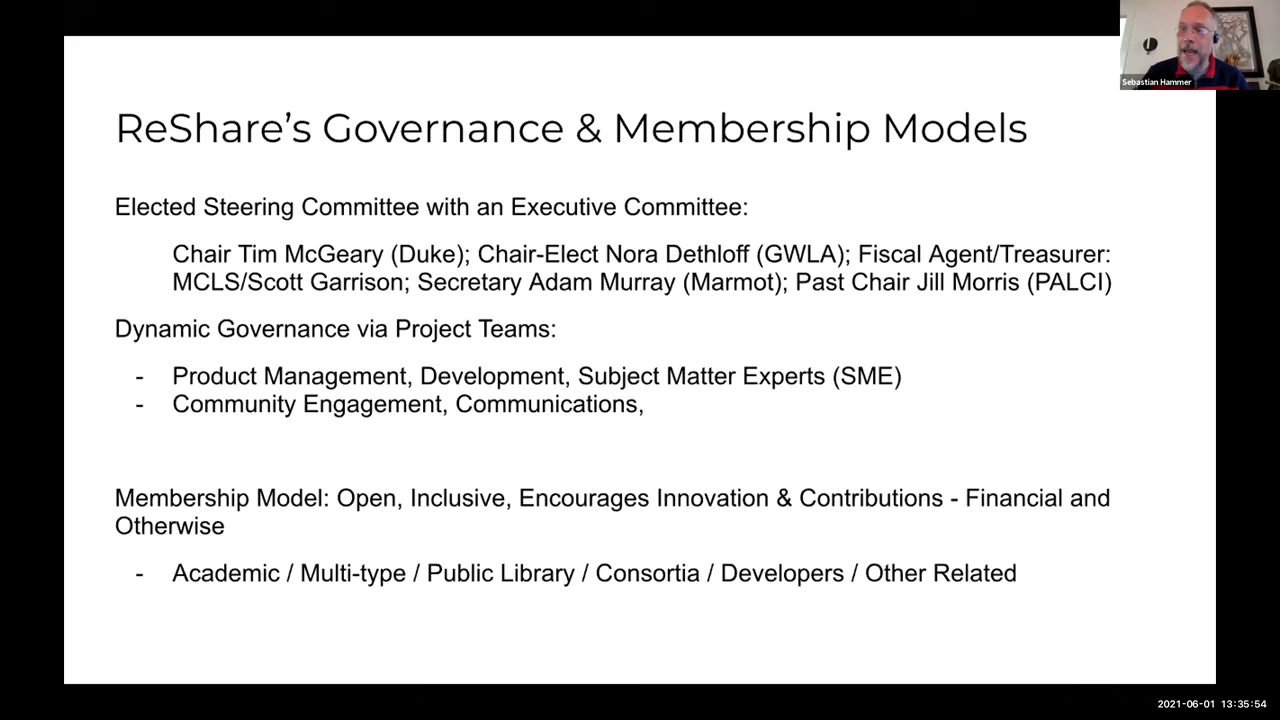 Sebastian Hammer
ReShare's Governance & Membership Models
Elected Steering Committee with an Executive Committee:
Chair Tim McGeary (Duke); Chair-Elect Nora Dethloff (GWLA); Fiscal Agent/Treasurer:
MCLS/Scott Garrison; Secretary Adam Murray (Marmot); Past Chair Jill Morris (PALCI)
Dynamic Governance via Project Teams:
- Product Management, Development, Subject Matter Experts (SME)
- Community Engagement, Communications,
Membership Model: Open, Inclusive, Encourages Innovation & Contributions - Financial and
Otherwise
- Academic / Multi-type / Public Library / Consortia / Developers / Other Related
2021-06-01 13:35:54